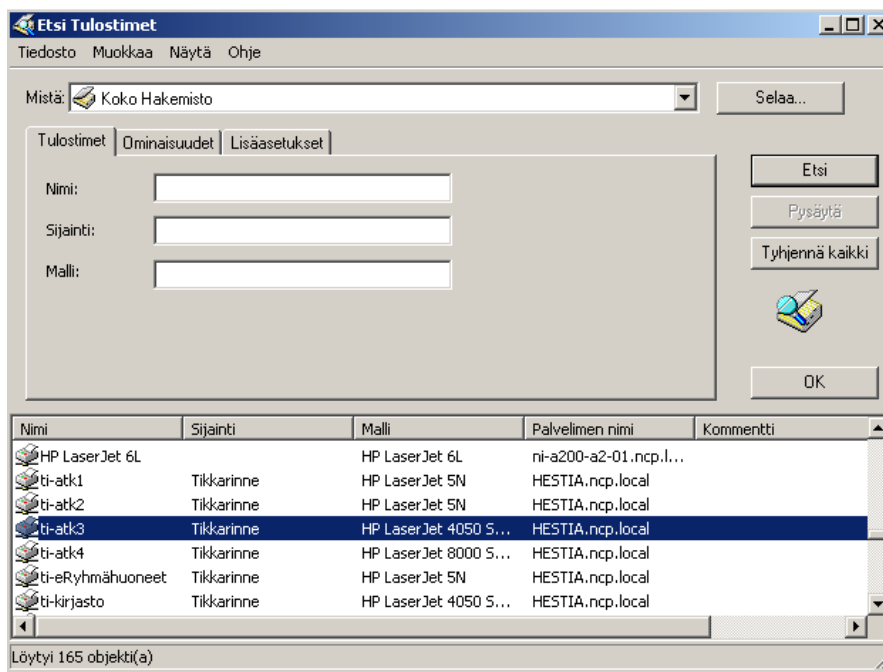 Etsi Tulostimet
Tiedosto Muokkaa Näytä Ohje
Mistä: Koko Hakemisto Selaa...
Tulostimet Ominaisuudet Lisäasetukset
Nimi:
Sijainti:
Malli:
Etsi
Pysäytä
Tyhjennä kaikki
OK
Nimi Sijainti Malli Palvelimen nimi Kommentti
HP LaserJet 6L HP LaserJet 6L ni-a200-a2-01.ncp.l...
ti-atk1 Tikkarinne HP LaserJet 5N HESTIA.ncp.local
ti-atk2 Tikkarinne HP LaserJet 5N HESTIA.ncp.local
ti-atk3 Tikkarinne HP LaserJet 4050 S... HESTIA.ncp.local
ti-atk4 Tikkarinne HP LaserJet 8000 S... HESTIA.ncp.local
ti-eRyhmähuoneet Tikkarinne HP LaserJet 5N HESTIA.ncp.local
ti-kirjasto Tikkarinne HP LaserJet 4050 S... HESTIA.ncp.local
Löytyi 165 objekti(a)